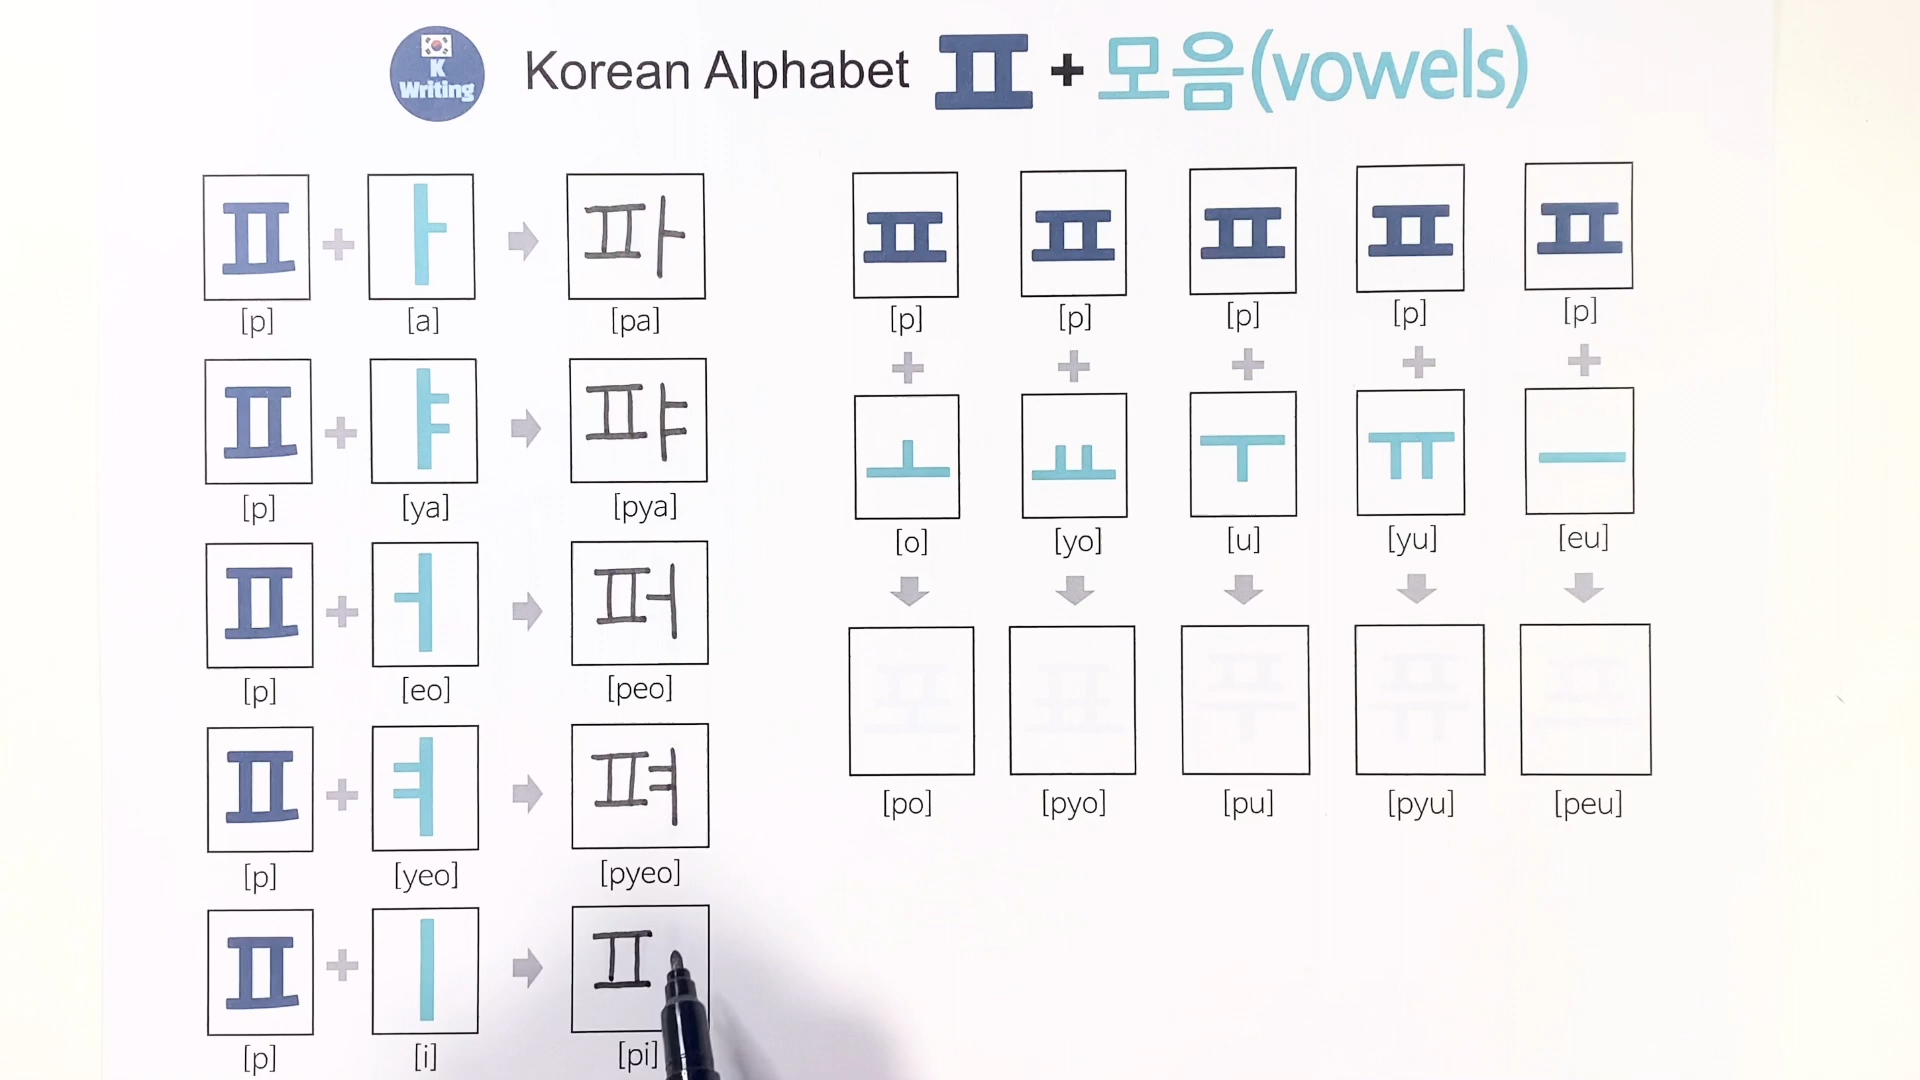 K
Writing
Korean Alphabet ㅍ + 모음(vowels)
ㅍ + ㅏ 파
[p] [a] [pa]
ㅍ + ㅑ 퍄
[p] [ya] [pya]
ㅍ + ㅓ 퍼
[p] [eo] [peo]
ㅍ + ㅕ 펴
[p] [yeo] [pyeo]
ㅍ + ㅣ ㅍ
[p] [i] [pi]
ㅍ ㅍ ㅍ ㅍ ㅍ
[p] [p] [p] [p] [p]
+ + + + +
ㅗ ㅛ ㅜ ㅠ ㅡ
[o] [yo] [u] [yu] [eu]
포 표 푸 퓨 프
[po] [pyo] [pu] [pyu] [peu]